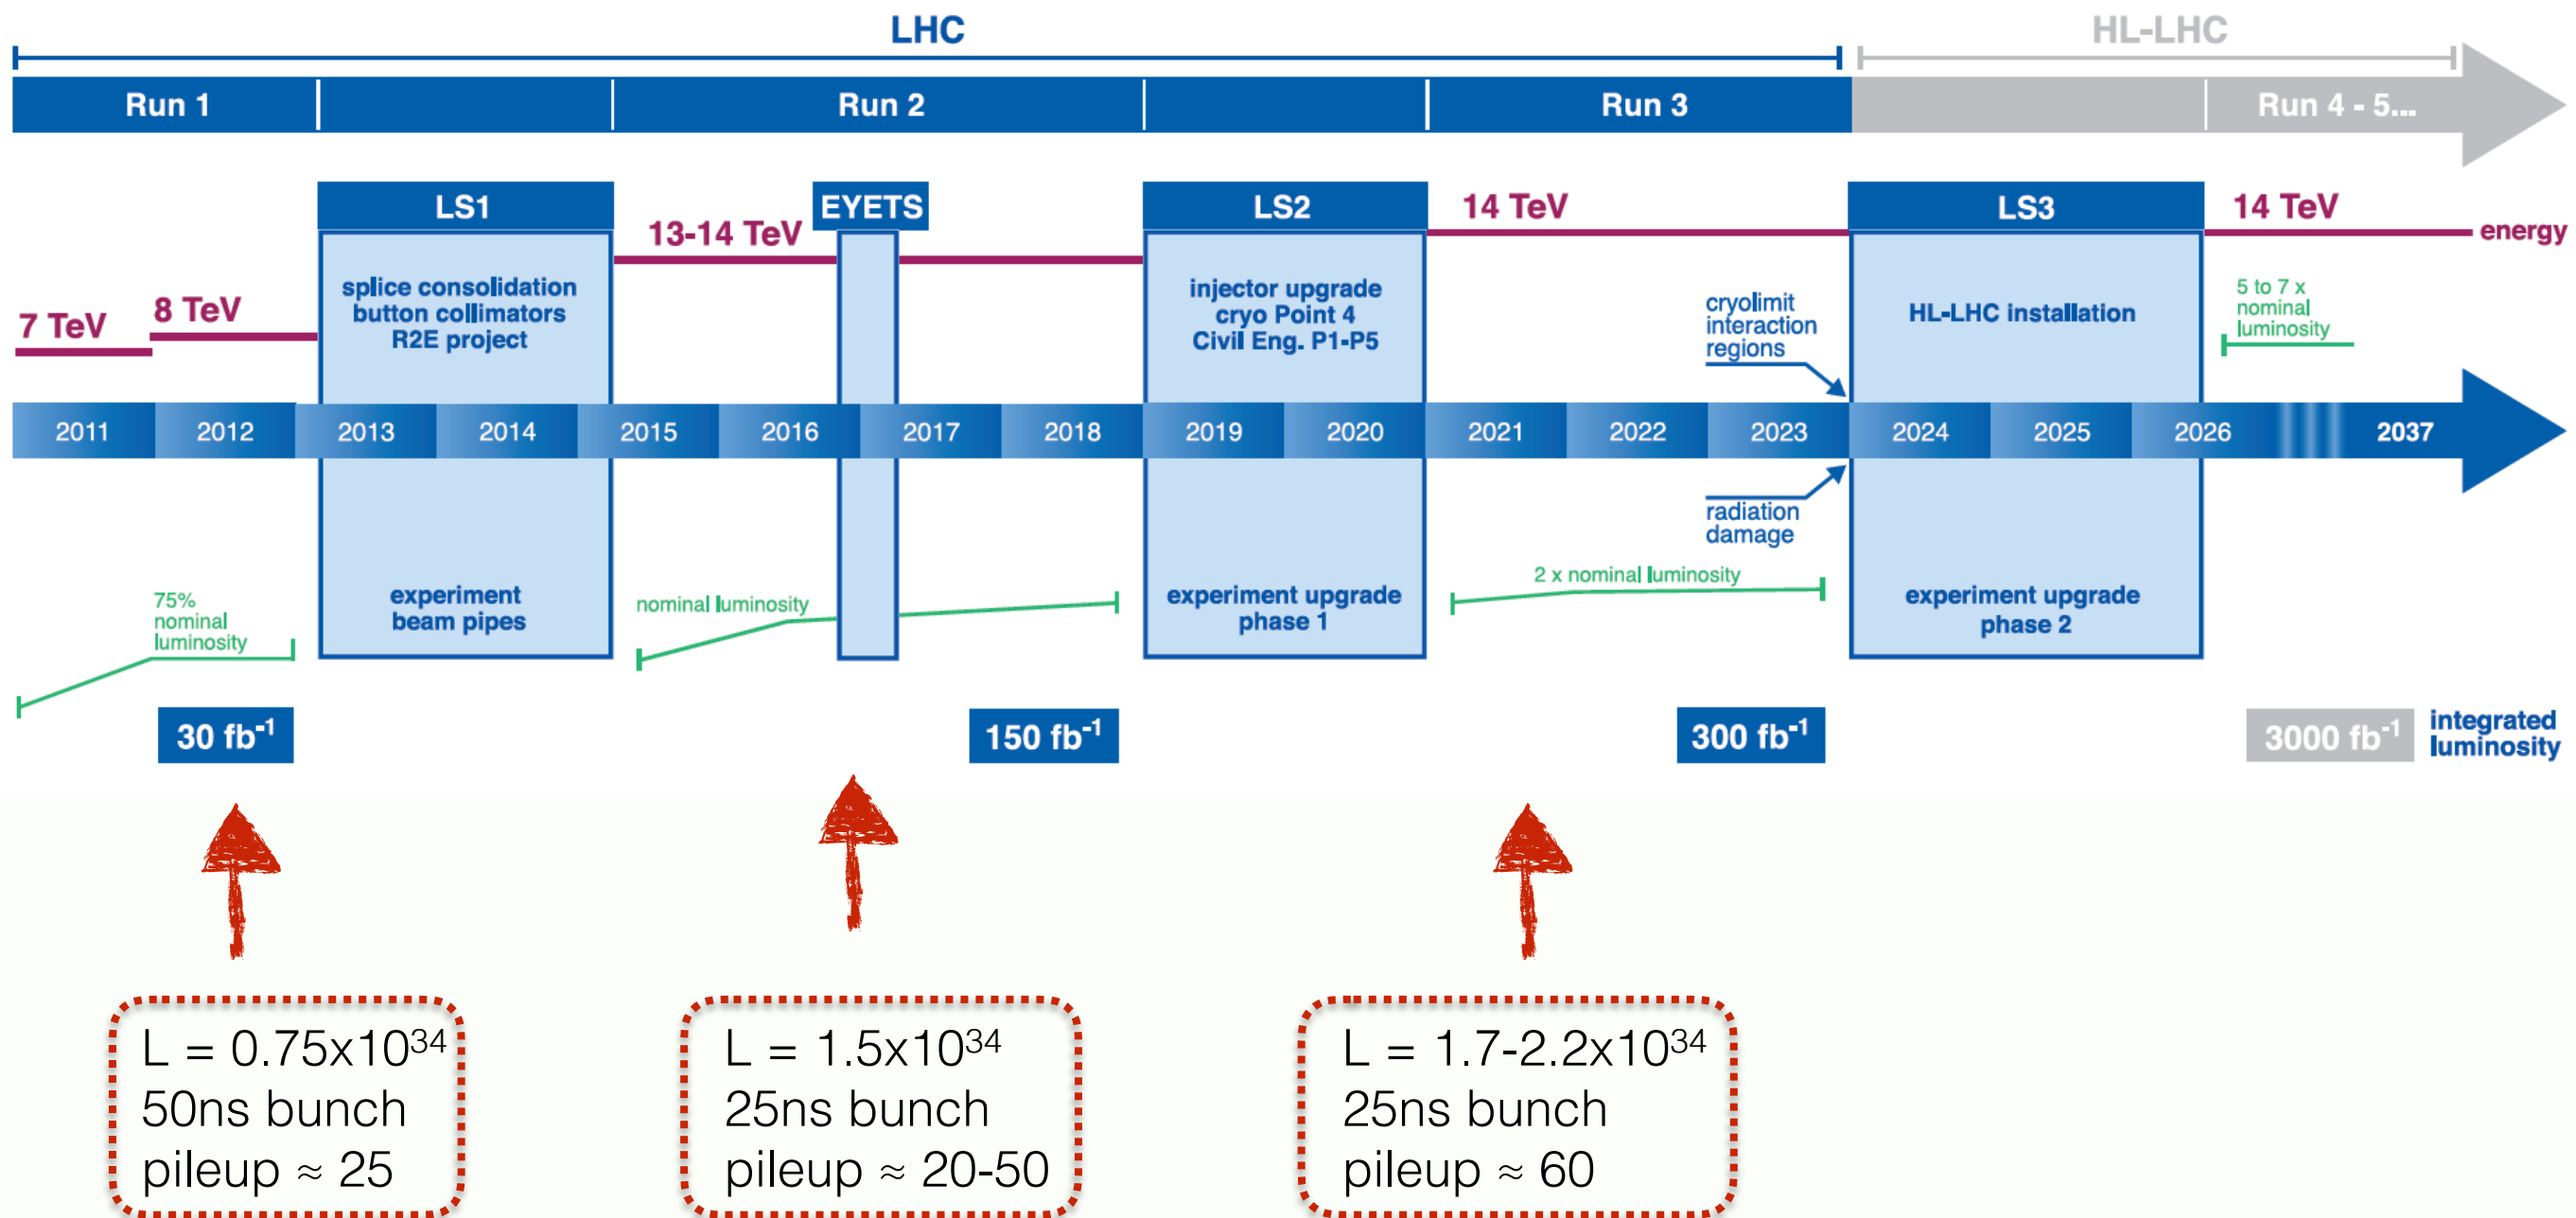 LHC
HL-LHC
Run 1
Run 2
Run 3
Run 4 - 5...
LS1
EYETS
LS2
14 TeV
LS3
14 TeV
energy
13-14 TeV
7 TeV
8 TeV
splice consolidation
button collimators
R2E project
injector upgrade
cryo Point 4
Civil Eng. P1-P5
cryolimit
interaction
regions
HL-LHC installation
5 to 7 x
nominal
luminosity
2011
2012
2013
2014
2015
2016
2017
2018
2019
2020
2021
2022
2023
2024
2025
2026
2037
radiation
damage
75%
nominal
luminosity
experiment
beam pipes
nominal luminosity
experiment upgrade
phase 1
2 x nominal luminosity
experiment upgrade
phase 2
30 fb⁻¹
150 fb⁻¹
300 fb⁻¹
3000 fb⁻¹
integrated
luminosity
L = 0.75x10³⁴
50ns bunch
pileup ≈ 25
L = 1.5x10³⁴
25ns bunch
pileup ≈ 20-50
L = 1.7-2.2x10³⁴
25ns bunch
pileup ≈ 60